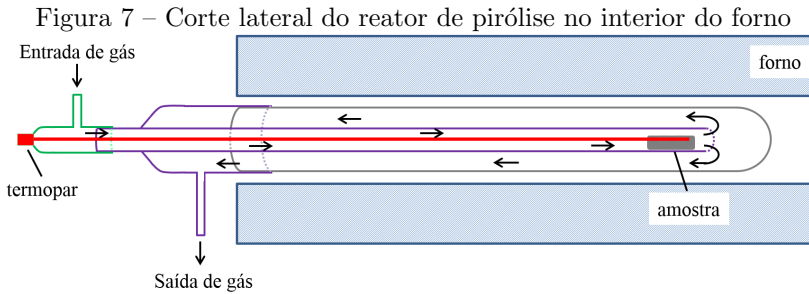 Figura 7 – Corte lateral do reator de pirólise no interior do forno
Entrada de gás
forno
termopar
amostra
Saída de gás